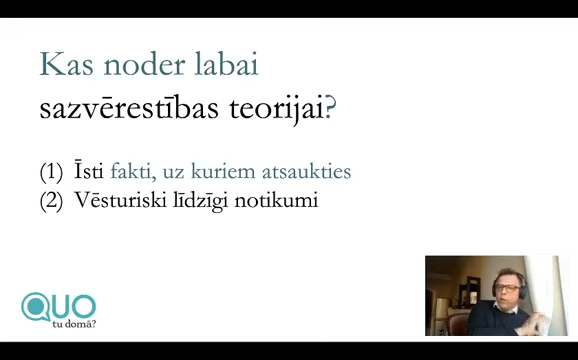 Kas noder labai
sazvērestības teorijai?
(1) Īsti fakti, uz kuriem atsaukties
(2) Vēsturiski līdzīgi notikumi
QUO
tu domā?